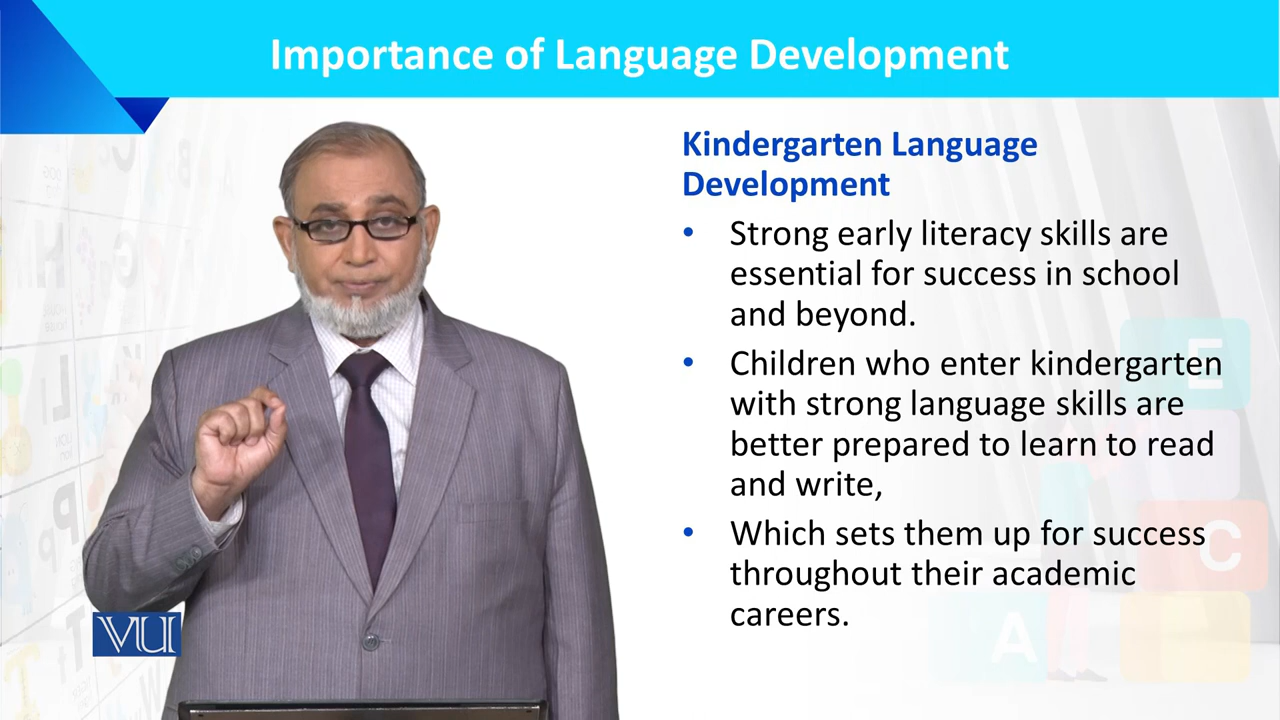 Importance of Language Development
Kindergarten Language
Development
• Strong early literacy skills are
essential for success in school
and beyond.
• Children who enter kindergarten
with strong language skills are
better prepared to learn to read
and write,
• Which sets them up for success
throughout their academic
careers.
VU
E
C
A